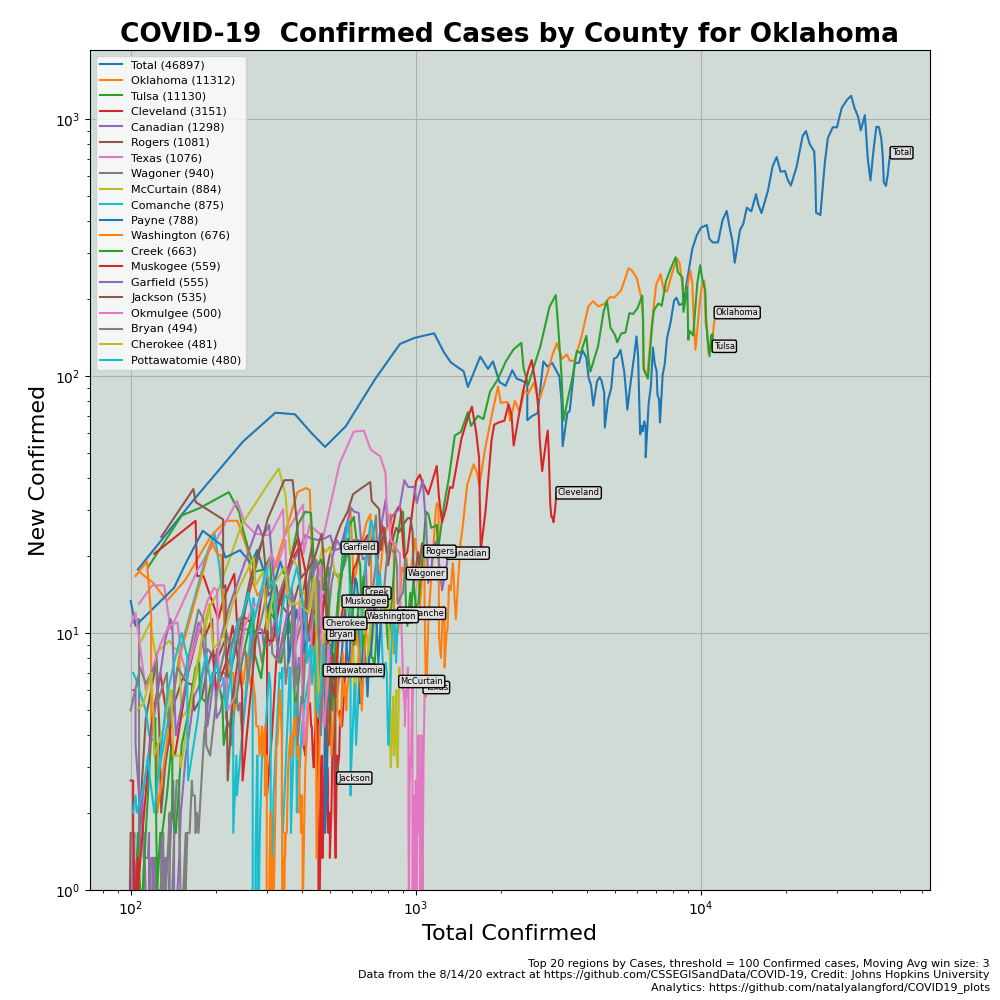 COVID-19  Confirmed Cases by County for Oklahoma
Total (46897)
Oklahoma (11312)
Tulsa (11130)
Cleveland (3151)
Canadian (1298)
Rogers (1081)
Texas (1076)
Wagoner (940)
McCurtain (884)
Comanche (875)
Payne (788)
Washington (676)
Creek (663)
Muskogee (559)
Garfield (555)
Jackson (535)
Okmulgee (500)
Bryan (494)
Cherokee (481)
Pottawatomie (480)
New Confirmed
10³
10²
10¹
10⁰
Total
Oklahoma
Tulsa
Cleveland
Garfield
Rogers
nadian
Wagoner
Creek
Muskogee
Washington
anche
Cherokee
Bryan
Pottawatomie
McCurtain
Texas
Jackson
10²
10³
10⁴
Total Confirmed
Top 20 regions by Cases, threshold = 100 Confirmed cases, Moving Avg win size: 3
Data from the 8/14/20 extract at https://github.com/CSSEGISandData/COVID-19, Credit: Johns Hopkins University
Analytics: https://github.com/natalyalangford/COVID19_plots